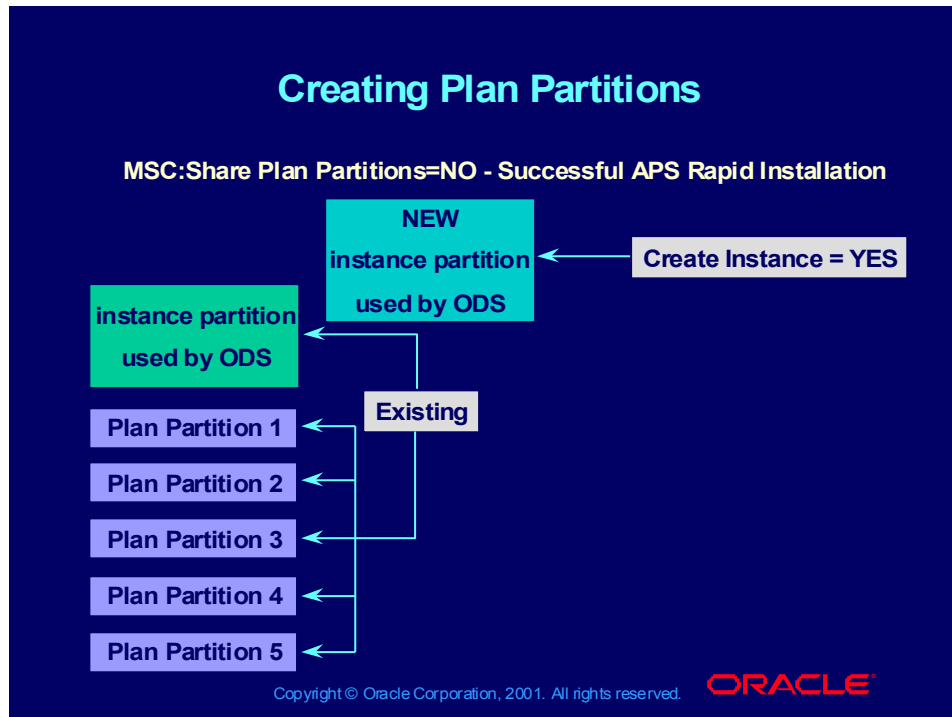 Creating Plan Partitions
MSC:Share Plan Partitions=NO - Successful APS Rapid Installation
NEW
instance partition
used by ODS
Create Instance = YES
instance partition
used by ODS
Existing
Plan Partition 1
Plan Partition 2
Plan Partition 3
Plan Partition 4
Plan Partition 5
Copyright © Oracle Corporation, 2001. All rights reserved.
ORACLE®